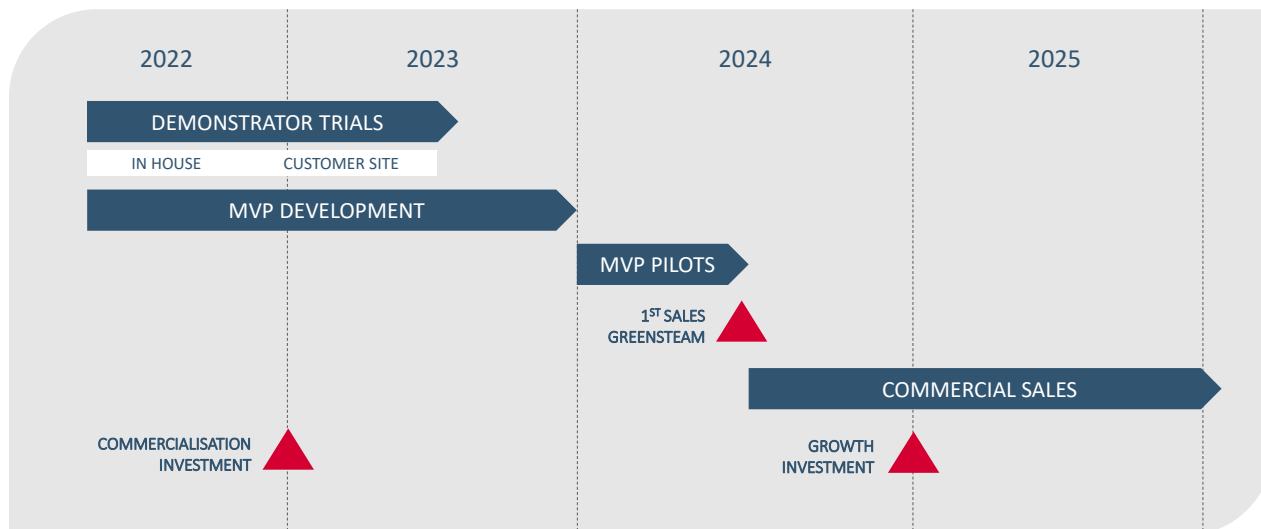 2022 2023 2024 2025
DEMONSTRATOR TRIALS
IN HOUSE CUSTOMER SITE
MVP DEVELOPMENT
MVP PILOTS
1ST SALES
GREENSTEAM
COMMERCIAL SALES
COMMERCIALISATION
INVESTMENT
GROWTH
INVESTMENT